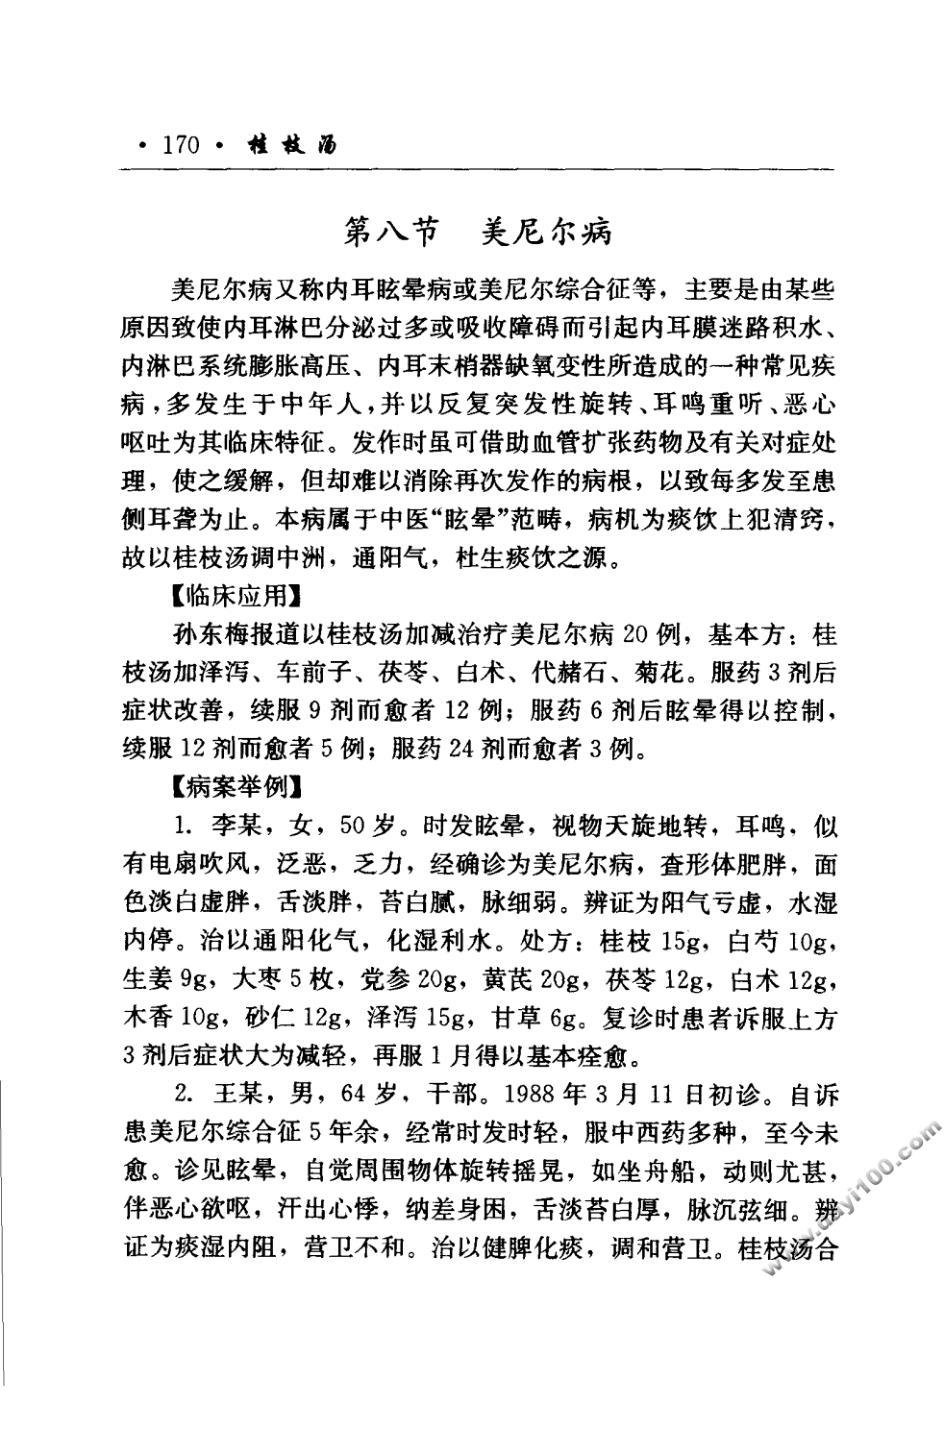 · 170 · 桂枝汤
第八节 美尼尔病
美尼尔病又称内耳眩晕病或美尼尔综合征等，主要是由某些
原因致使内耳淋巴分泌过多或吸收障碍而引起内耳膜迷路积水、
内淋巴系统膨胀高压、内耳末梢器缺氧变性所造成的一种常见疾
病，多发生于中年人，并以反复突发性旋转、耳鸣重听、恶心
呕吐为其临床特征。发作时虽可借助血管扩张药物及有关对症处
理，使之缓解，但却难以消除再次发作的病根，以致每多发至患
侧耳聋为止。本病属于中医“眩晕”范畴，病机为痰饮上犯清窍，
故以桂枝汤调中洲，通阳气，杜生痰饮之源。
【临床应用】
孙东梅报道以桂枝汤加减治疗美尼尔病 20 例，基本方：桂
枝汤加泽泻、车前子、茯苓、白术、代赭石、菊花。服药 3 剂后
症状改善，续服 9 剂而愈者 12 例；服药 6 剂后眩晕得以控制，
续服 12 剂而愈者 5 例；服药 24 剂而愈者 3 例。
【病案举例】
1. 李某，女，50 岁。时发眩晕，视物天旋地转，耳鸣，似
有电扇吹风，泛恶，乏力，经确诊为美尼尔病，查形体肥胖，面
色淡白虚胖，舌淡胖，苔白腻，脉细弱。辨证为阳气亏虚，水湿
内停。治以通阳化气，化湿利水。处方：桂枝 15g，白芍 10g，
生姜 9g，大枣 5 枚，党参 20g，黄芪 20g，茯苓 12g，白术 12g，
木香 10g，砂仁 12g，泽泻 15g，甘草 6g。复诊时患者诉服上方
3 剂后症状大为减轻，再服 1 月得以基本痊愈。
2. 王某，男，64 岁，干部。1988 年 3 月 11 日初诊。自诉
患美尼尔综合征 5 年余，经常时发时轻，服中西药多种，至今未
愈。诊见眩晕，自觉周围物体旋转摇晃，如坐舟船，动则尤甚，
伴恶心欲呕，汗出心悸，纳差身困，舌淡苔白厚，脉沉弦细。辨
证为痰湿内阻，营卫不和。治以健脾化痰，调和营卫。桂枝汤合
www.dayi100.com